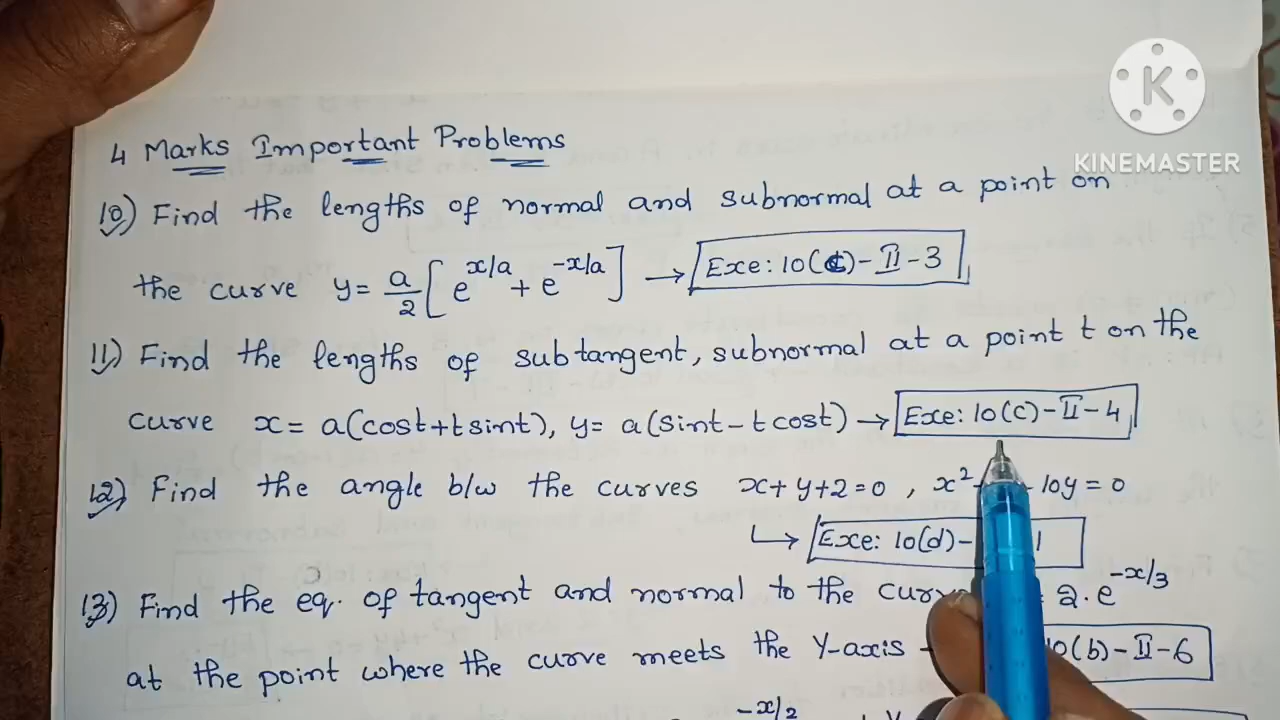 KINEMASTER
4 Marks Important Problems
10) Find the lengths of normal and subnormal at a point on
the curve y = a/2 [e^x/a + e^-x/a] → Exe: 10(c)-II-3
11) Find the lengths of subtangent, subnormal at a point t on the
curve x = a(cost+tsint), y = a(sint-tcost) → Exe: 10(C)-II-4
12) Find the angle b/w the curves x+y+2=0, x² - 10y = 0
↳ Exe: 10(d)- 1
13) Find the eq. of tangent and normal to the 2.e^-x/3
at the point where the curve meets the Y-axis 10(b)-II-6
-x/2